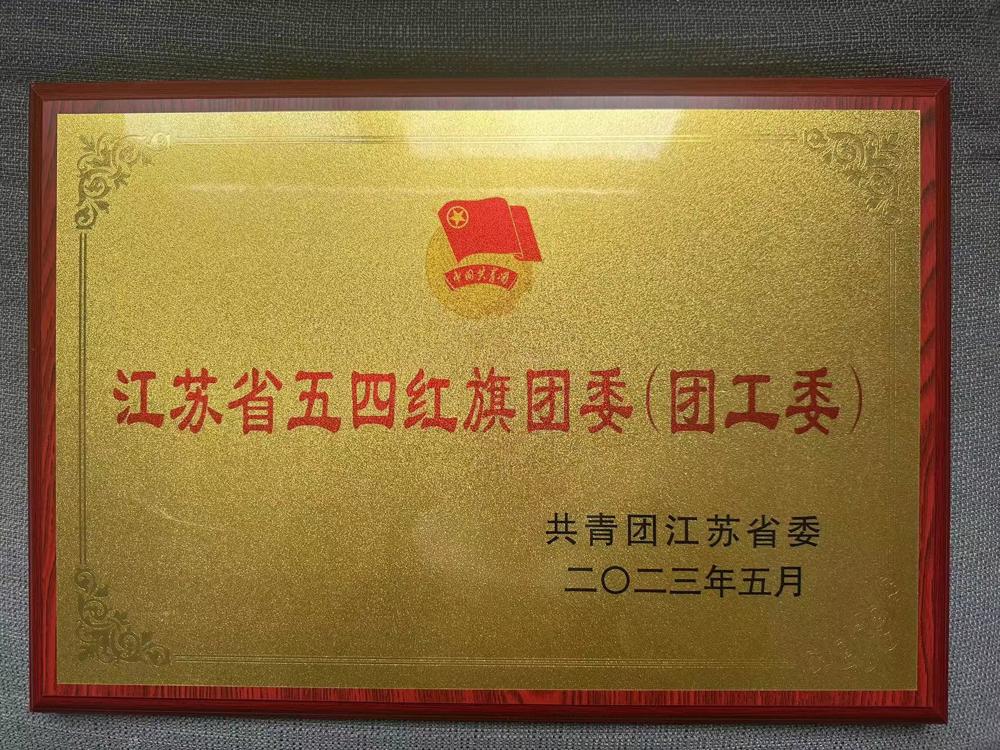 中国共青团
江苏省五四红旗团委(团工委)
共青团江苏省委
二〇二三年五月